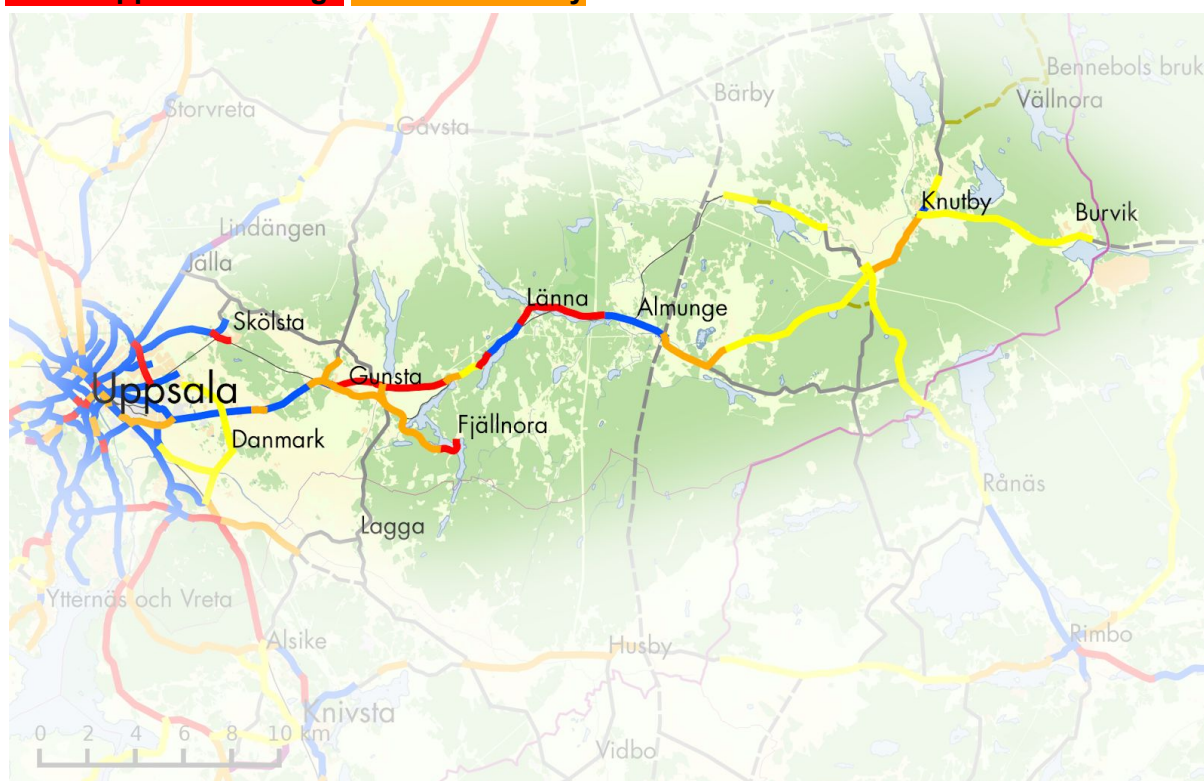 Bennebols bruk
Bärby
Vällnora
Storvreta
Gåvsta
Knutby
Burvik
Lindängen
Jälla
Länna
Almunge
Skölsta
Gunsta
Uppsala
Fjällnora
Danmark
Rånäs
Lagga
Ytternäs och Vreta
Alsike
Husby
Rimbo
Knivsta
0 2 4 6 8 10 km
Vidbo